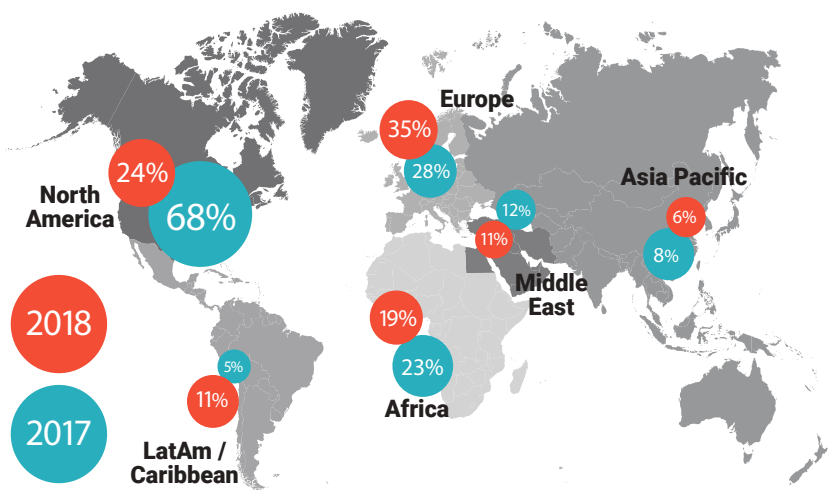 Europe
35%
28%
24%
68%
North
America
Asia Pacific
6%
8%
12%
11%
Middle
East
2018
2017
19%
23%
Africa
5%
11%
LatAm /
Caribbean